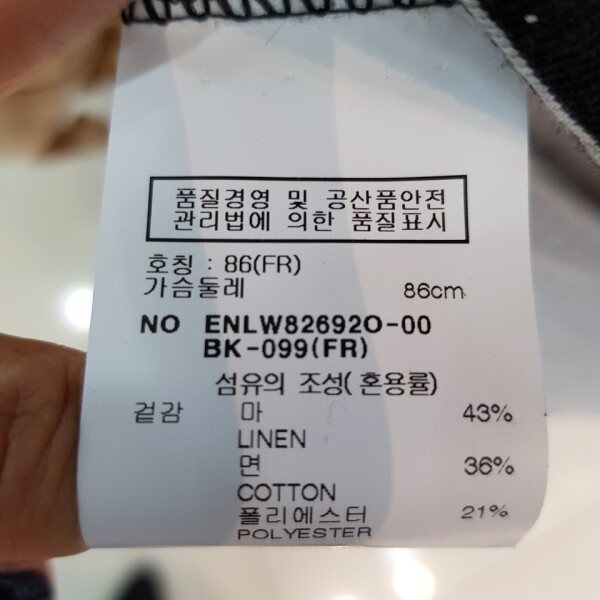 품질경영 및 공산품안전
관리법에 의한 품질표시
호칭 : 86(FR)
가슴둘레 86cm
NO ENLW82692O-00
BK-099(FR)
섬유의 조성( 혼용률)
겉감 마 43%
LINEN
면 36%
COTTON
폴리에스터 21%
POLYESTER